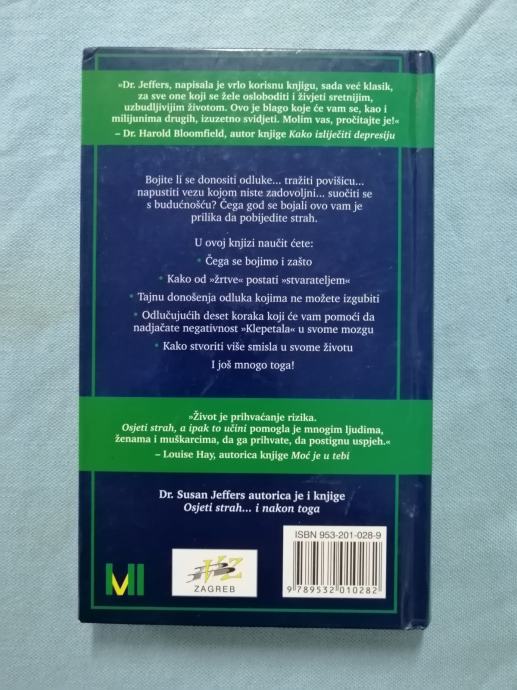 »Dr. Jeffers, napisala je vrlo korisnu knjigu, sada već klasik,
za sve one koji se žele osloboditi i živjeti sretnijim,
uzbudljivijim životom. Ovo je blago koje će vam se, kao i
milijunima drugih, izuzetno svidjeti. Molim vas, pročitajte je!«
– Dr. Harold Bloomfield, autor knjige Kako izliječiti depresiju
Bojite li se donositi odluke... tražiti povišicu...
napustiti vezu kojom niste zadovoljni... suočiti se
s budućnošću? Čega god se bojali ovo vam je
prilika da pobijedite strah.
U ovoj knjizi naučit ćete:
• Čega se bojimo i zašto
• Kako od »žrtve« postati »stvarateljem«
• Tajnu donošenja odluka kojima ne možete izgubiti
• Odlučujućih deset koraka koji će vam pomoći da
nadjačate negativnost »Klepetala« u svome mozgu
• Kako stvoriti više smisla u svome životu
I još mnogo toga!
»Život je prihvaćanje rizika.
Osjeti strah, a ipak to učini pomogla je mnogim ljudima,
ženama i muškarcima, da ga prihvate, da postignu uspjeh.«
– Louise Hay, autorica knjige Moć je u tebi
Dr. Susan Jeffers autorica je i knjige
Osjeti strah... i nakon toga
ISBN 953-201-028-9
MVI
VZ
ZAGREB
9 789532 010282